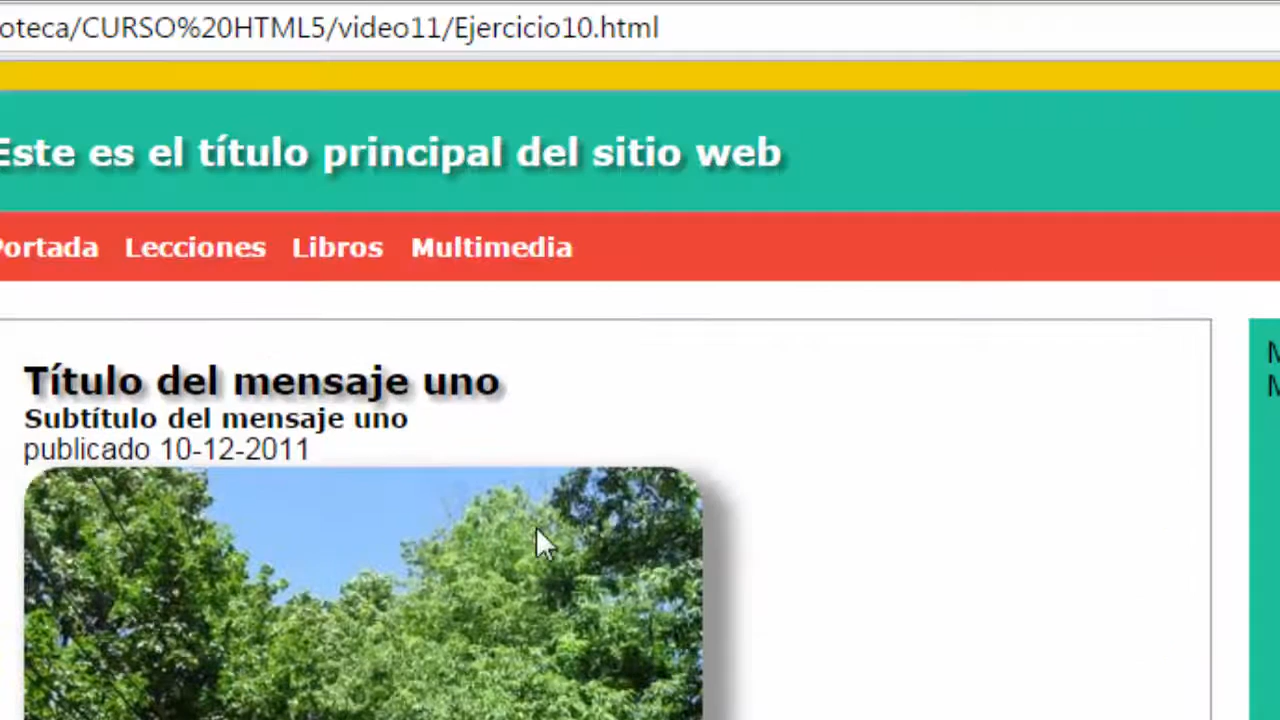 oteca/CURSO%20HTML5/video11/Ejercicio10.html
Este es el título principal del sitio web
Portada Lecciones Libros Multimedia
Título del mensaje uno
Subtítulo del mensaje uno
publicado 10-12-2011
M
M